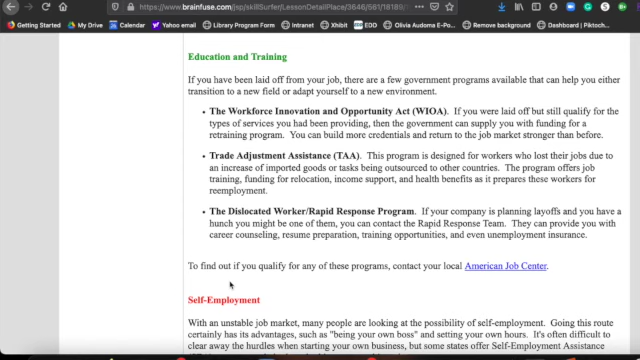 https://www.brainfuse.com/jsp/skillSurfer/LessonDetailPlace/3646/561/18189/
Getting Started
My Drive
Calendar
Yahoo email
Library Program Form
Intranet
Xhibit
EDD
Olivia Audoma E-Po...
Remove background
Dashboard | Piktoch...
Education and Training
If you have been laid off from your job, there are a few government programs available that can help you either
transition to a new field or adapt yourself to a new environment.
• The Workforce Innovation and Opportunity Act (WIOA). If you were laid off but still qualify for the
types of services you had been providing, then the government can supply you with funding for a
retraining program. You can build more credentials and return to the job market stronger than before.
• Trade Adjustment Assistance (TAA). This program is designed for workers who lost their jobs due to
an increase of imported goods or tasks being outsourced to other countries. The program offers job
training, funding for relocation, income support, and health benefits as it prepares these workers for
reemployment.
• The Dislocated Worker/Rapid Response Program. If your company is planning layoffs and you have a
hunch you might be one of them, you can contact the Rapid Response Team. They can provide you with
career counseling, resume preparation, training opportunities, and even unemployment insurance.
To find out if you qualify for any of these programs, contact your local American Job Center.
Self-Employment
With an unstable job market, many people are looking at the possibility of self-employment. Going this route
certainly has its advantages, such as "being your own boss" and setting your own hours. It's often difficult to
clear away the hurdles when starting your own business, but some states offer Self-Employment Assistance